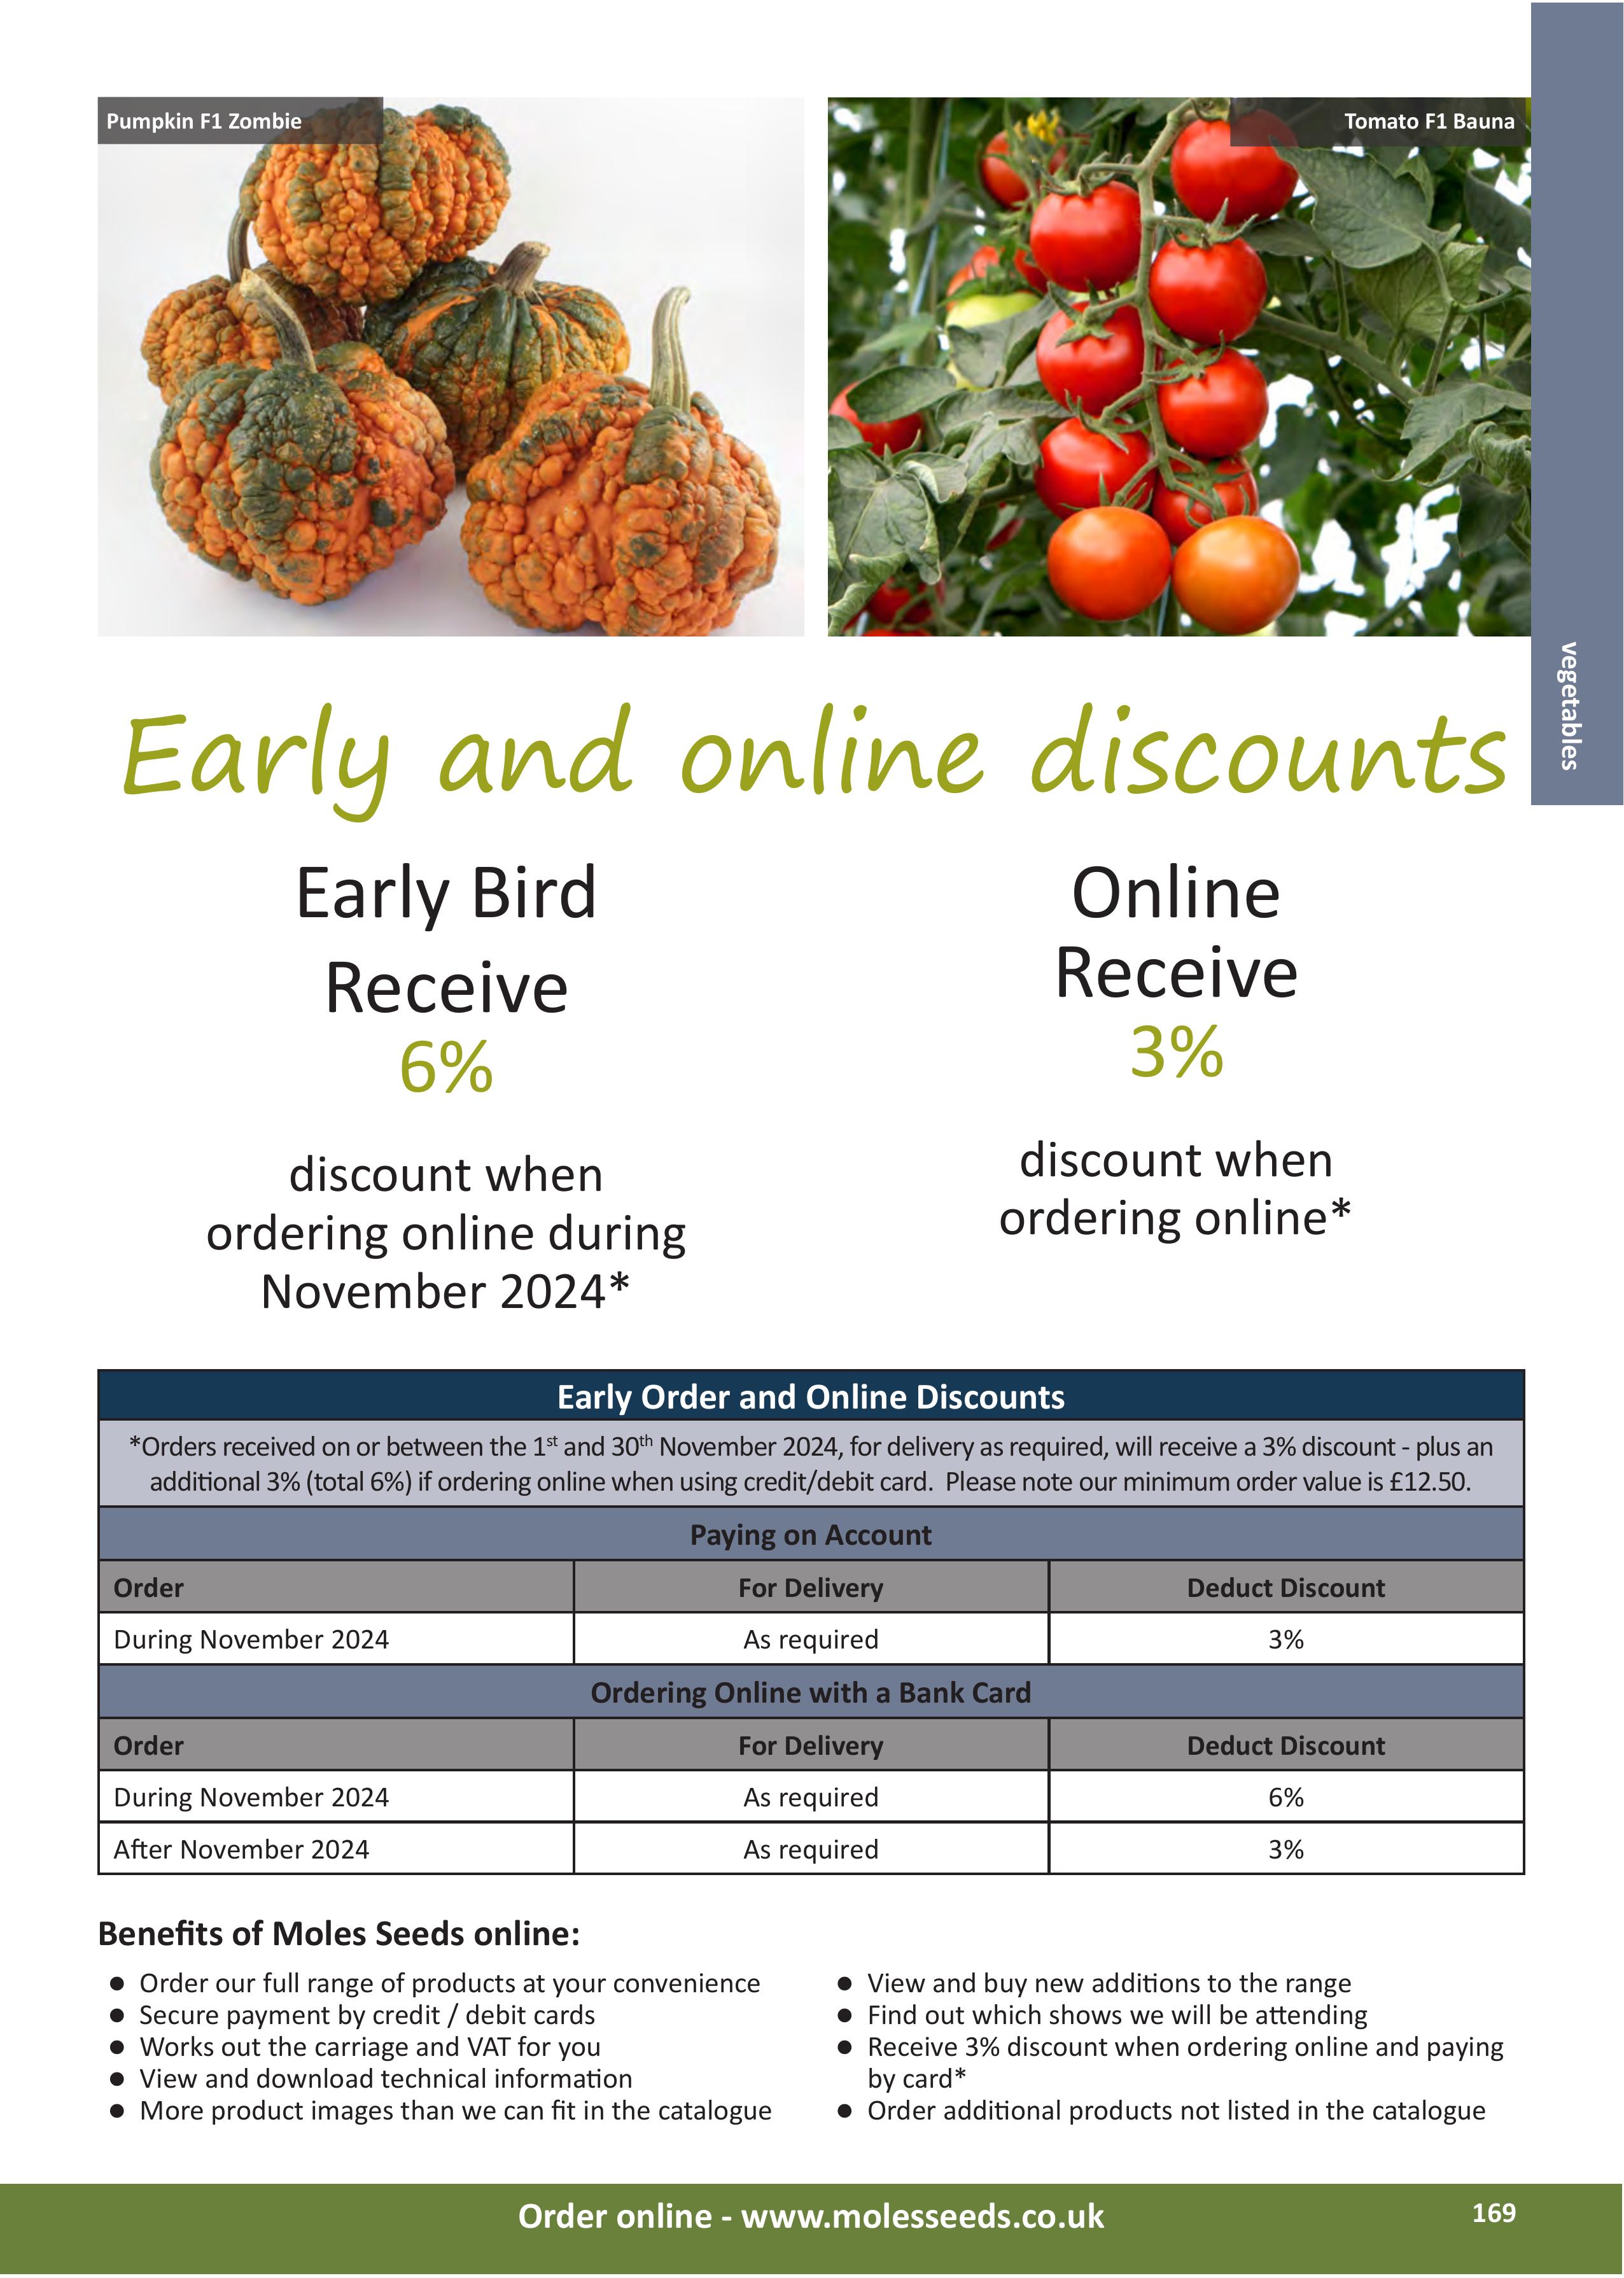 Pumpkin F1 Zombie
Tomato F1 Bauna
vegetables
Early and online discounts
Early Bird
Receive
6%
discount when
ordering online during
November 2024*
Online
Receive
3%
discount when
ordering online*
Early Order and Online Discounts
*Orders received on or between the 1st and 30th November 2024, for delivery as required, will receive a 3% discount - plus an
additional 3% (total 6%) if ordering online when using credit/debit card.  Please note our minimum order value is £12.50.
Paying on Account
Order For Delivery Deduct Discount
During November 2024 As required 3%
Ordering Online with a Bank Card
Order For Delivery Deduct Discount
During November 2024 As required 6%
After November 2024 As required 3%
Benefits of Moles Seeds online:
● Order our full range of products at your convenience
● Secure payment by credit / debit cards
● Works out the carriage and VAT for you
● View and download technical information
● More product images than we can fit in the catalogue
● View and buy new additions to the range
● Find out which shows we will be attending
● Receive 3% discount when ordering online and paying
by card*
● Order additional products not listed in the catalogue
Order online - www.molesseeds.co.uk
169